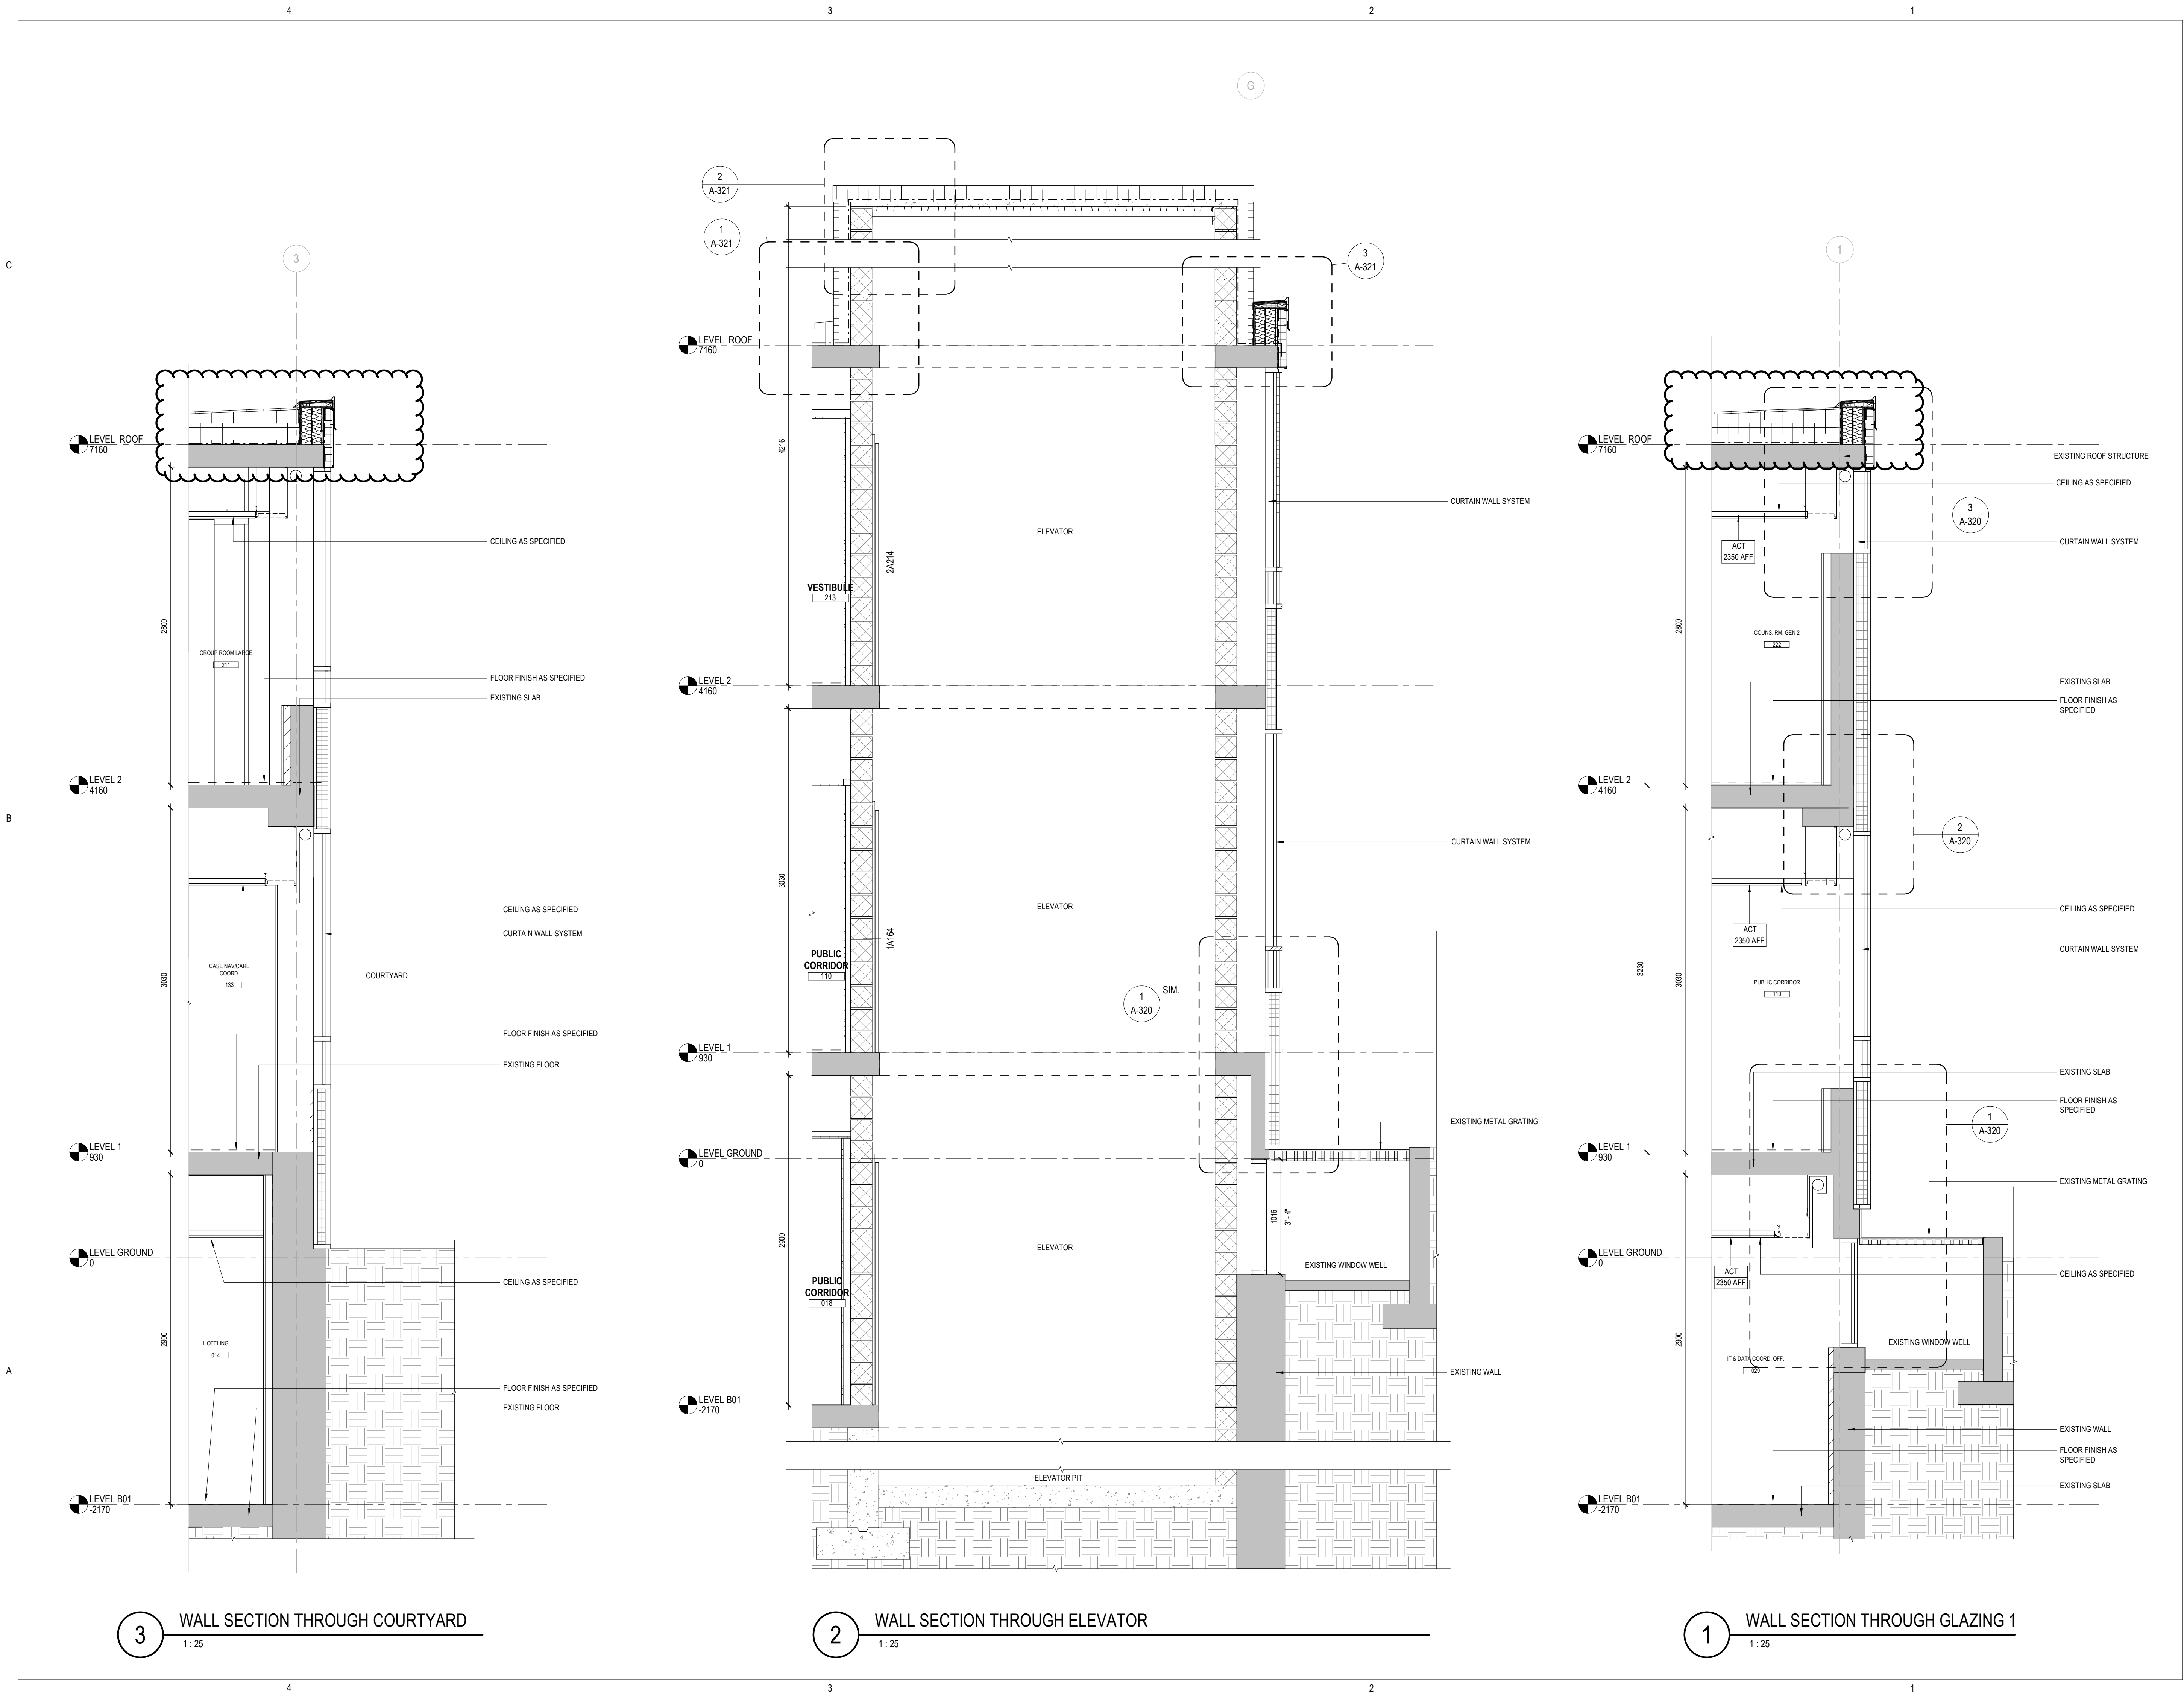 4
3
2
1
C
B
A
3
LEVEL ROOF
7160
CEILING AS SPECIFIED
2800
GROUP ROOM LARGE
211
FLOOR FINISH AS SPECIFIED
EXISTING SLAB
LEVEL 2
4160
CEILING AS SPECIFIED
CURTAIN WALL SYSTEM
CASE NAV/CARE
COORD.
133
COURTYARD
3030
FLOOR FINISH AS SPECIFIED
EXISTING FLOOR
LEVEL 1
930
LEVEL GROUND
0
CEILING AS SPECIFIED
2900
HOTELING
014
FLOOR FINISH AS SPECIFIED
EXISTING FLOOR
LEVEL B01
-2170
3
WALL SECTION THROUGH COURTYARD
1 : 25
G
2
A-321
1
A-321
3
A-321
LEVEL ROOF
7160
4216
CURTAIN WALL SYSTEM
ELEVATOR
2A214
VESTIBULE
213
LEVEL 2
4160
CURTAIN WALL SYSTEM
3030
ELEVATOR
1A164
PUBLIC
CORRIDOR
110
1
A-320
SIM.
LEVEL 1
930
EXISTING METAL GRATING
LEVEL GROUND
0
1016
3' - 4"
2900
ELEVATOR
EXISTING WINDOW WELL
PUBLIC
CORRIDOR
018
EXISTING WALL
LEVEL B01
-2170
ELEVATOR PIT
2
WALL SECTION THROUGH ELEVATOR
1 : 25
1
LEVEL ROOF
7160
EXISTING ROOF STRUCTURE
CEILING AS SPECIFIED
3
A-320
CURTAIN WALL SYSTEM
ACT
2350 AFF
2800
COUNS. RM. GEN 2
222
EXISTING SLAB
FLOOR FINISH AS
SPECIFIED
LEVEL 2
4160
2
A-320
CEILING AS SPECIFIED
ACT
2350 AFF
CURTAIN WALL SYSTEM
3230
3030
PUBLIC CORRIDOR
110
EXISTING SLAB
FLOOR FINISH AS
SPECIFIED
1
A-320
LEVEL 1
930
EXISTING METAL GRATING
LEVEL GROUND
0
ACT
2350 AFF
CEILING AS SPECIFIED
2900
EXISTING WINDOW WELL
IT & DATA COORD. OFF.
029
EXISTING WALL
FLOOR FINISH AS
SPECIFIED
EXISTING SLAB
LEVEL B01
-2170
1
WALL SECTION THROUGH GLAZING 1
1 : 25
4
3
2
1